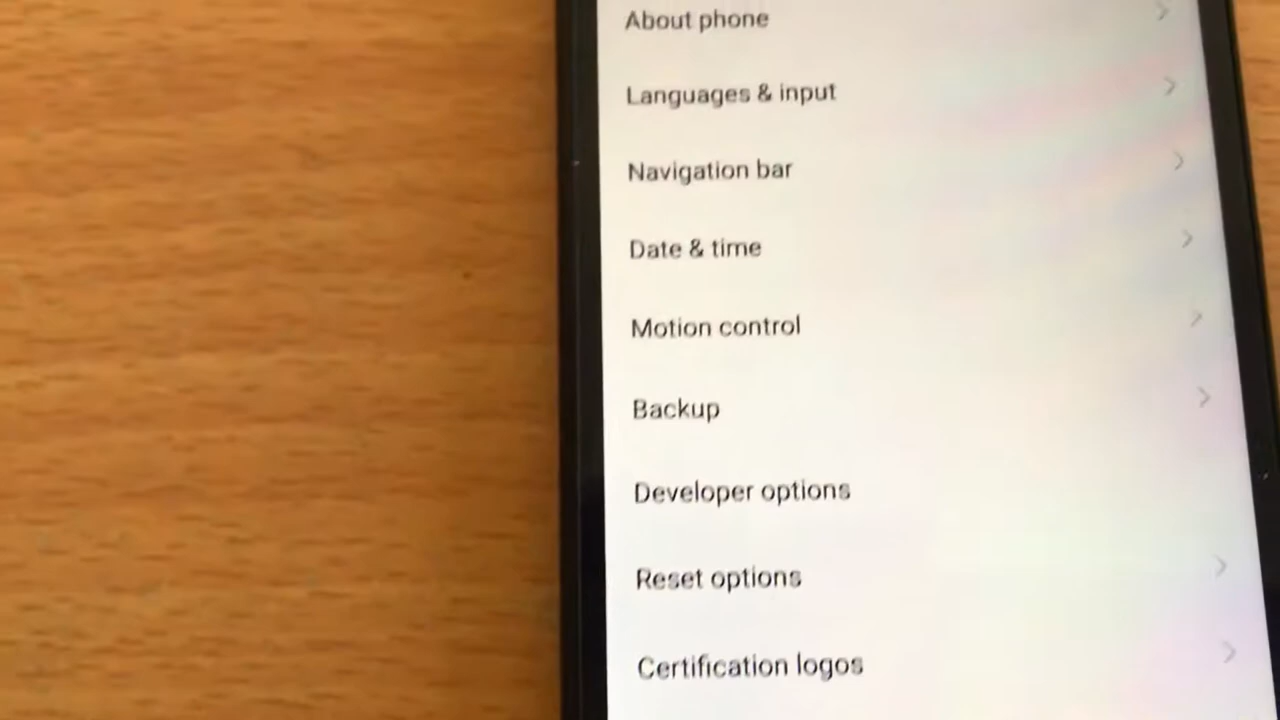 About phone
Languages & input
Navigation bar
Date & time
Motion control
Backup
Developer options
Reset options
Certification logos